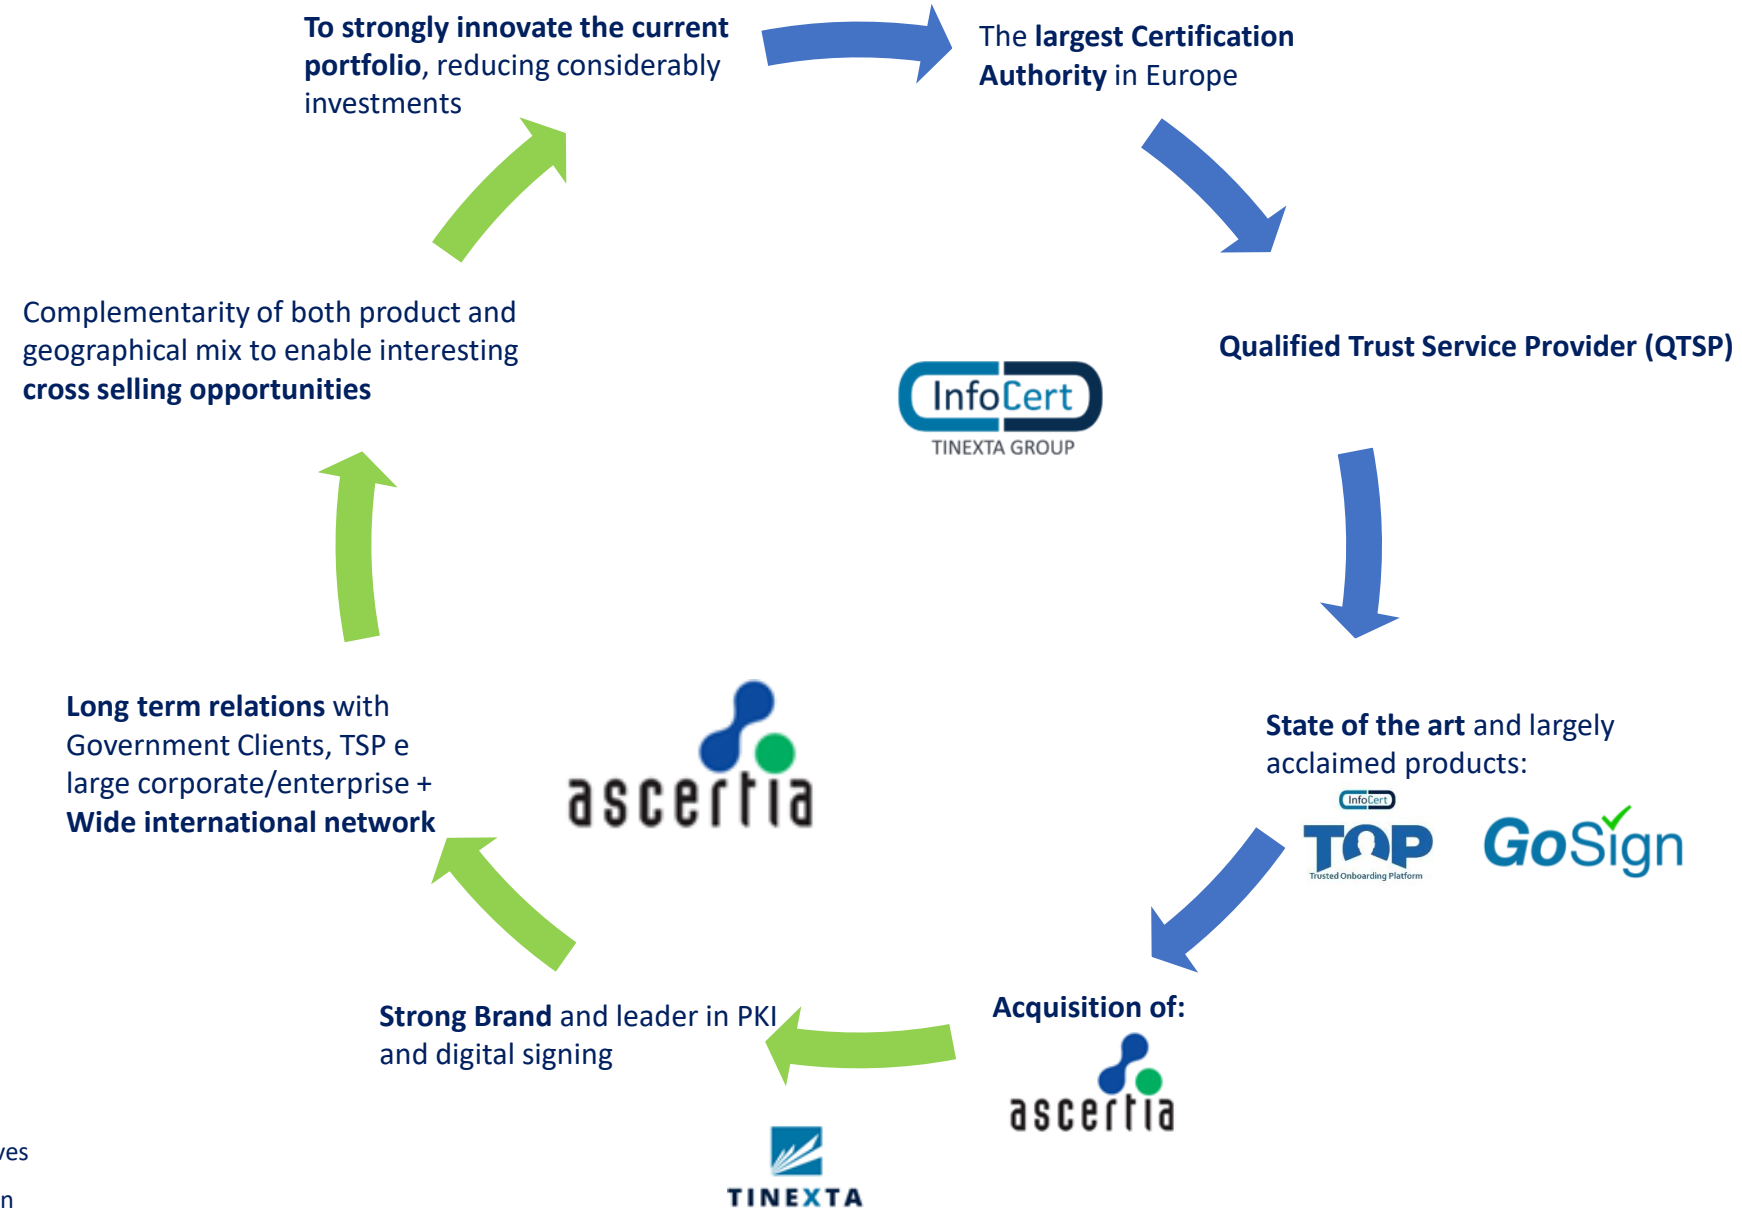 To strongly innovate the current
portfolio, reducing considerably
investments
The largest Certification
Authority in Europe
Complementarity of both product and
geographical mix to enable interesting
cross selling opportunities
Qualified Trust Service Provider (QTSP)
InfoCert
TINEXTA GROUP
Long term relations with
Government Clients, TSP e
large corporate/enterprise +
Wide international network
ascertia
State of the art and largely
acclaimed products:
InfoCert
TOP
Trusted Onboarding Platform
GoSign
Strong Brand and leader in PKI
and digital signing
Acquisition of:
ascertia
TINEXTA